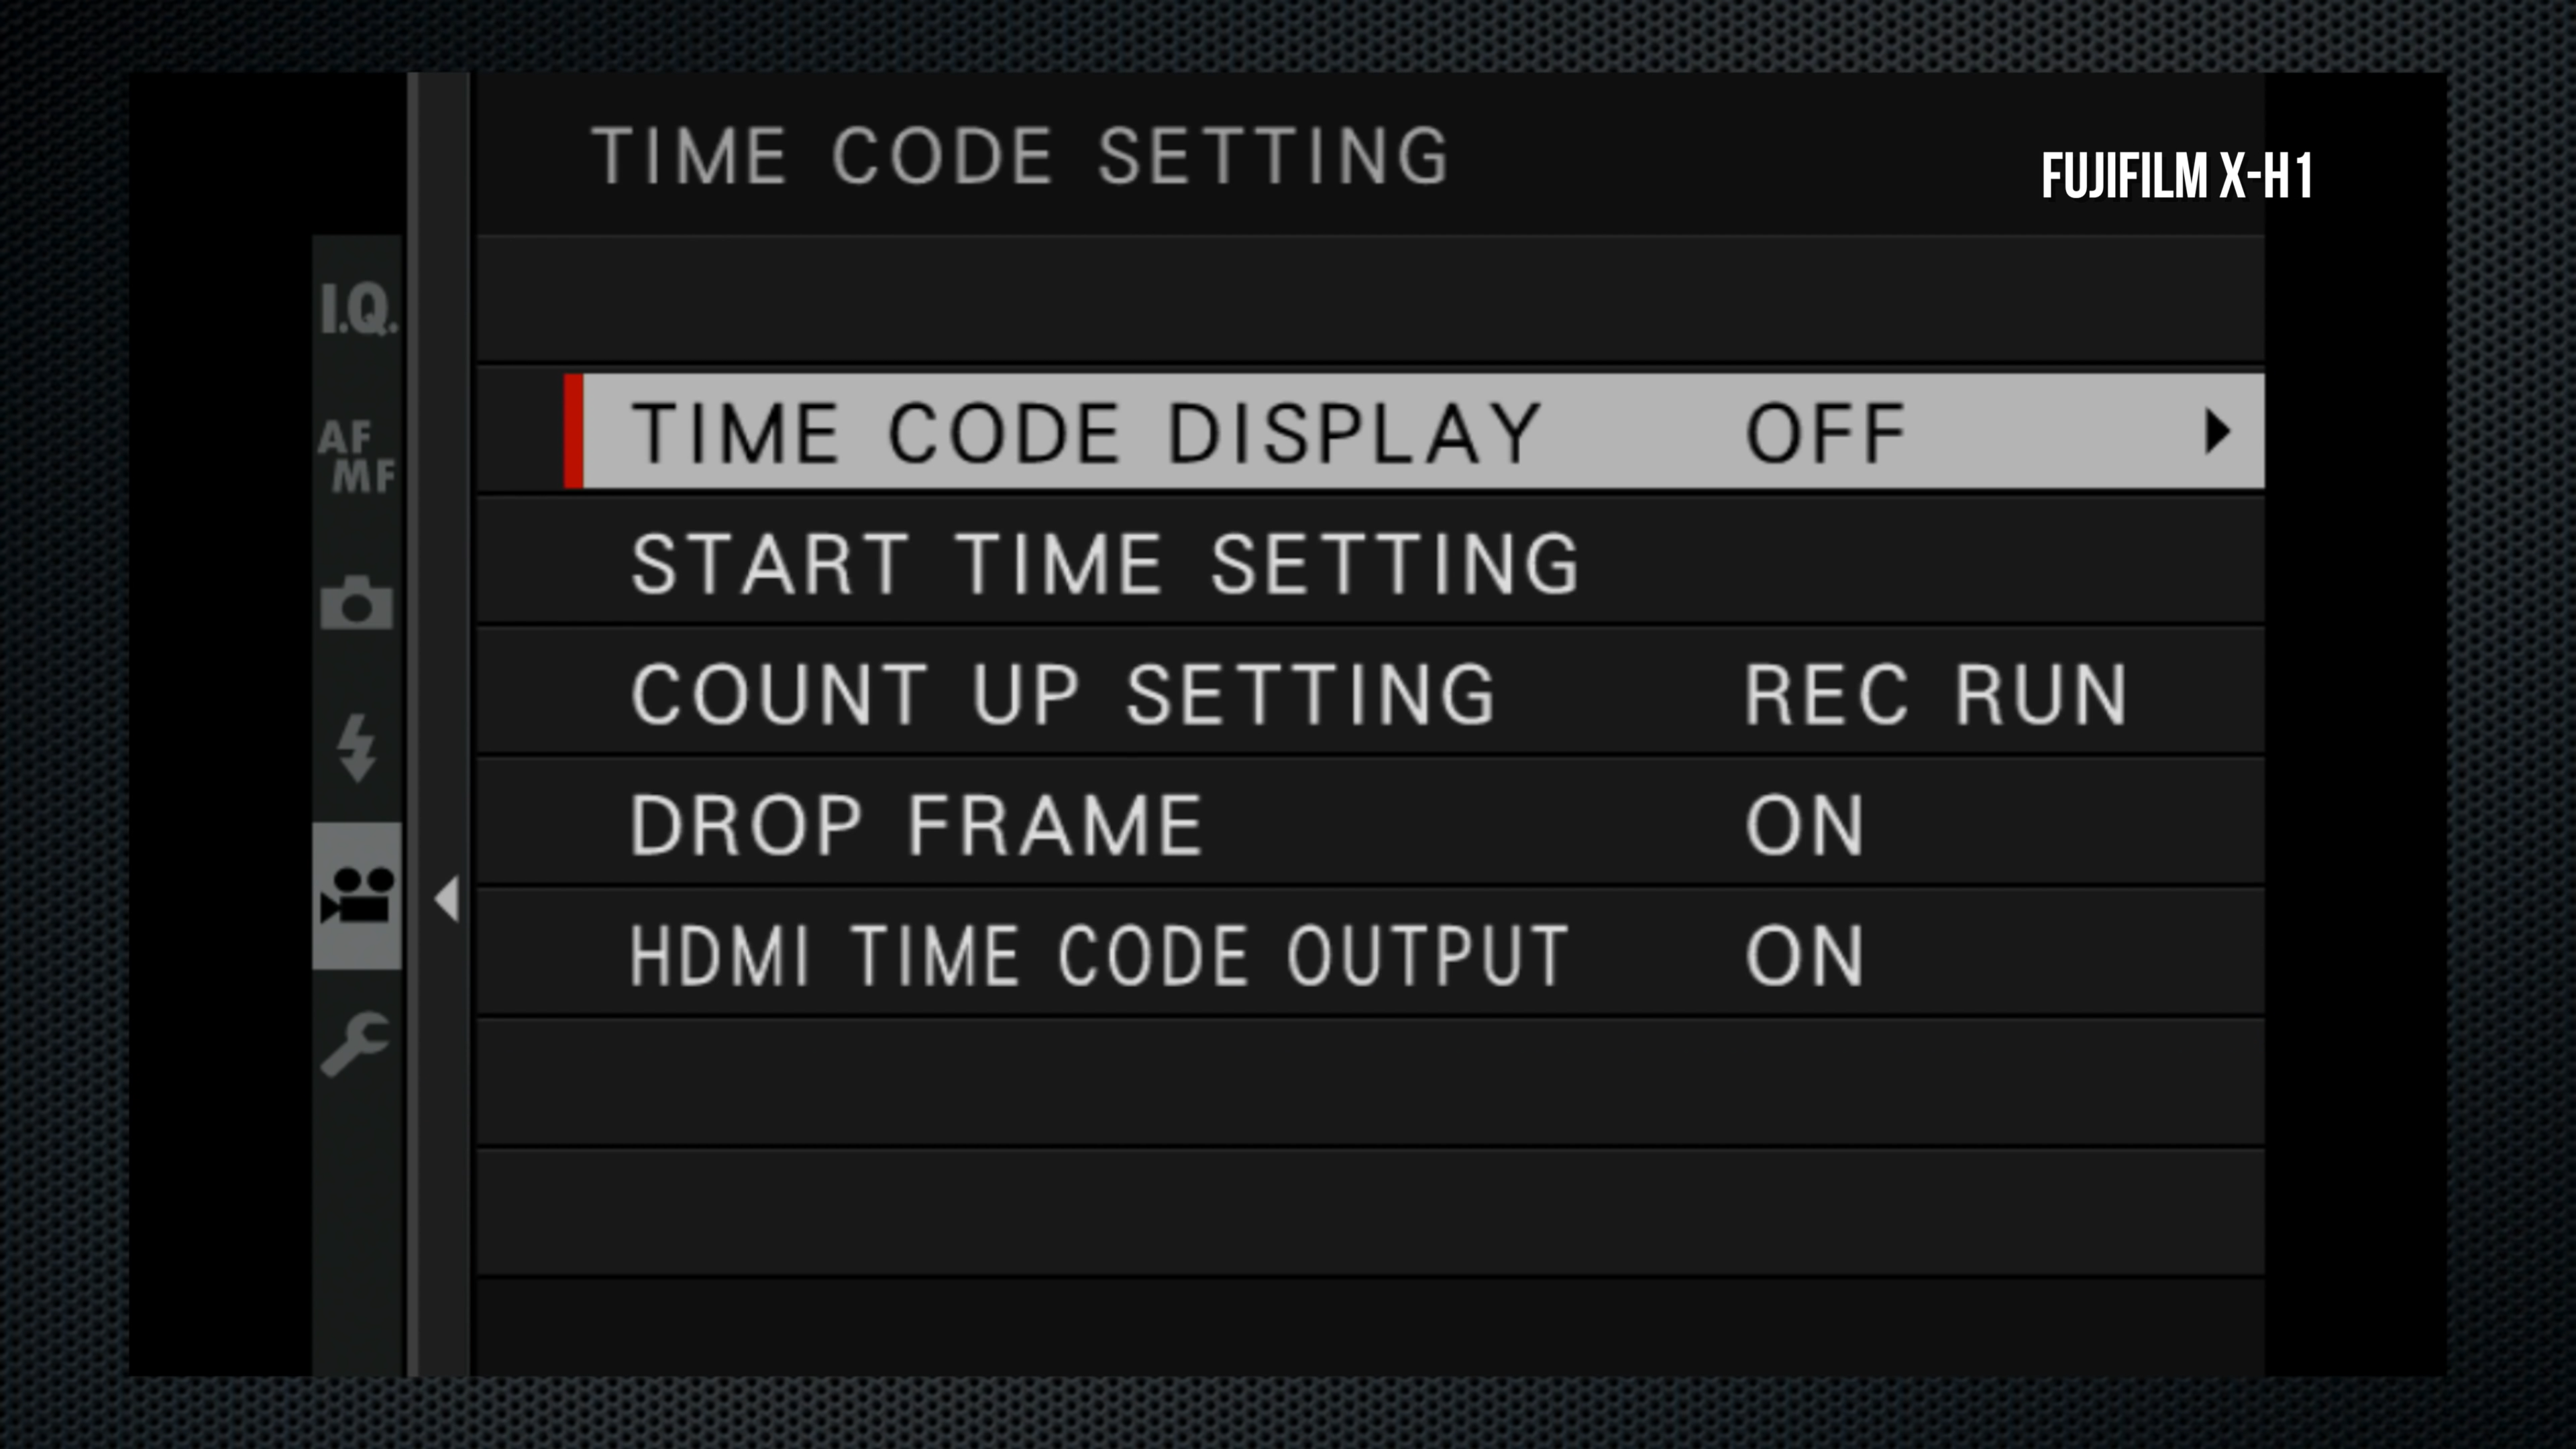 TIME CODE SETTING
FUJIFILM X-H1
I.Q.
AF
MF
TIME CODE DISPLAY OFF
START TIME SETTING
COUNT UP SETTING REC RUN
DROP FRAME ON
HDMI TIME CODE OUTPUT ON